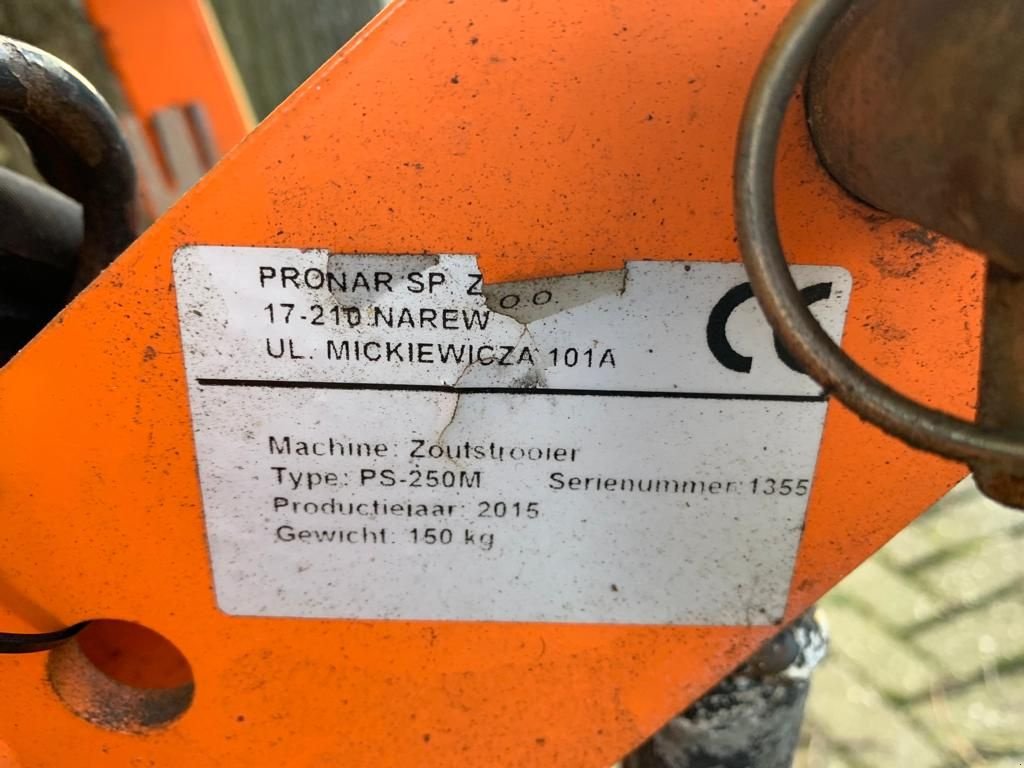 PRONAR SP Z O O
17-210 NAREW
UL. MICKIEWICZA 101A
CE
Machine: Zoutstrooier
Type: PS-250M Serienummer: 1355
Productiejaar: 2015
Gewicht: 150 kg